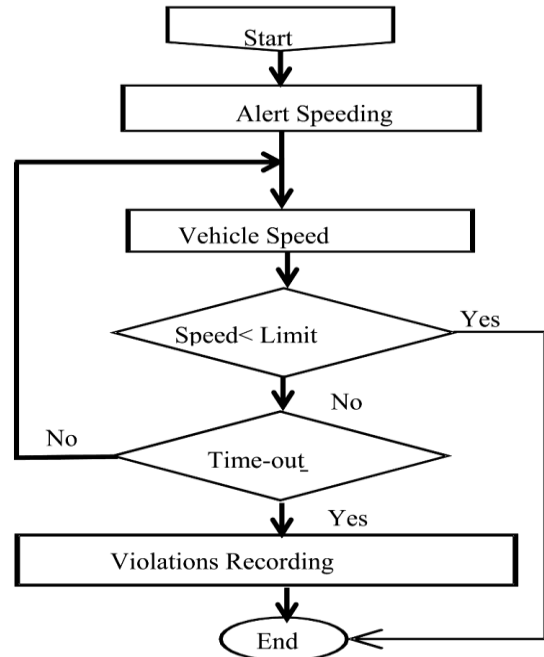 Start
Alert Speeding
Vehicle Speed
Speed< Limit
Yes
No
No
Time-out
Yes
Violations Recording
End